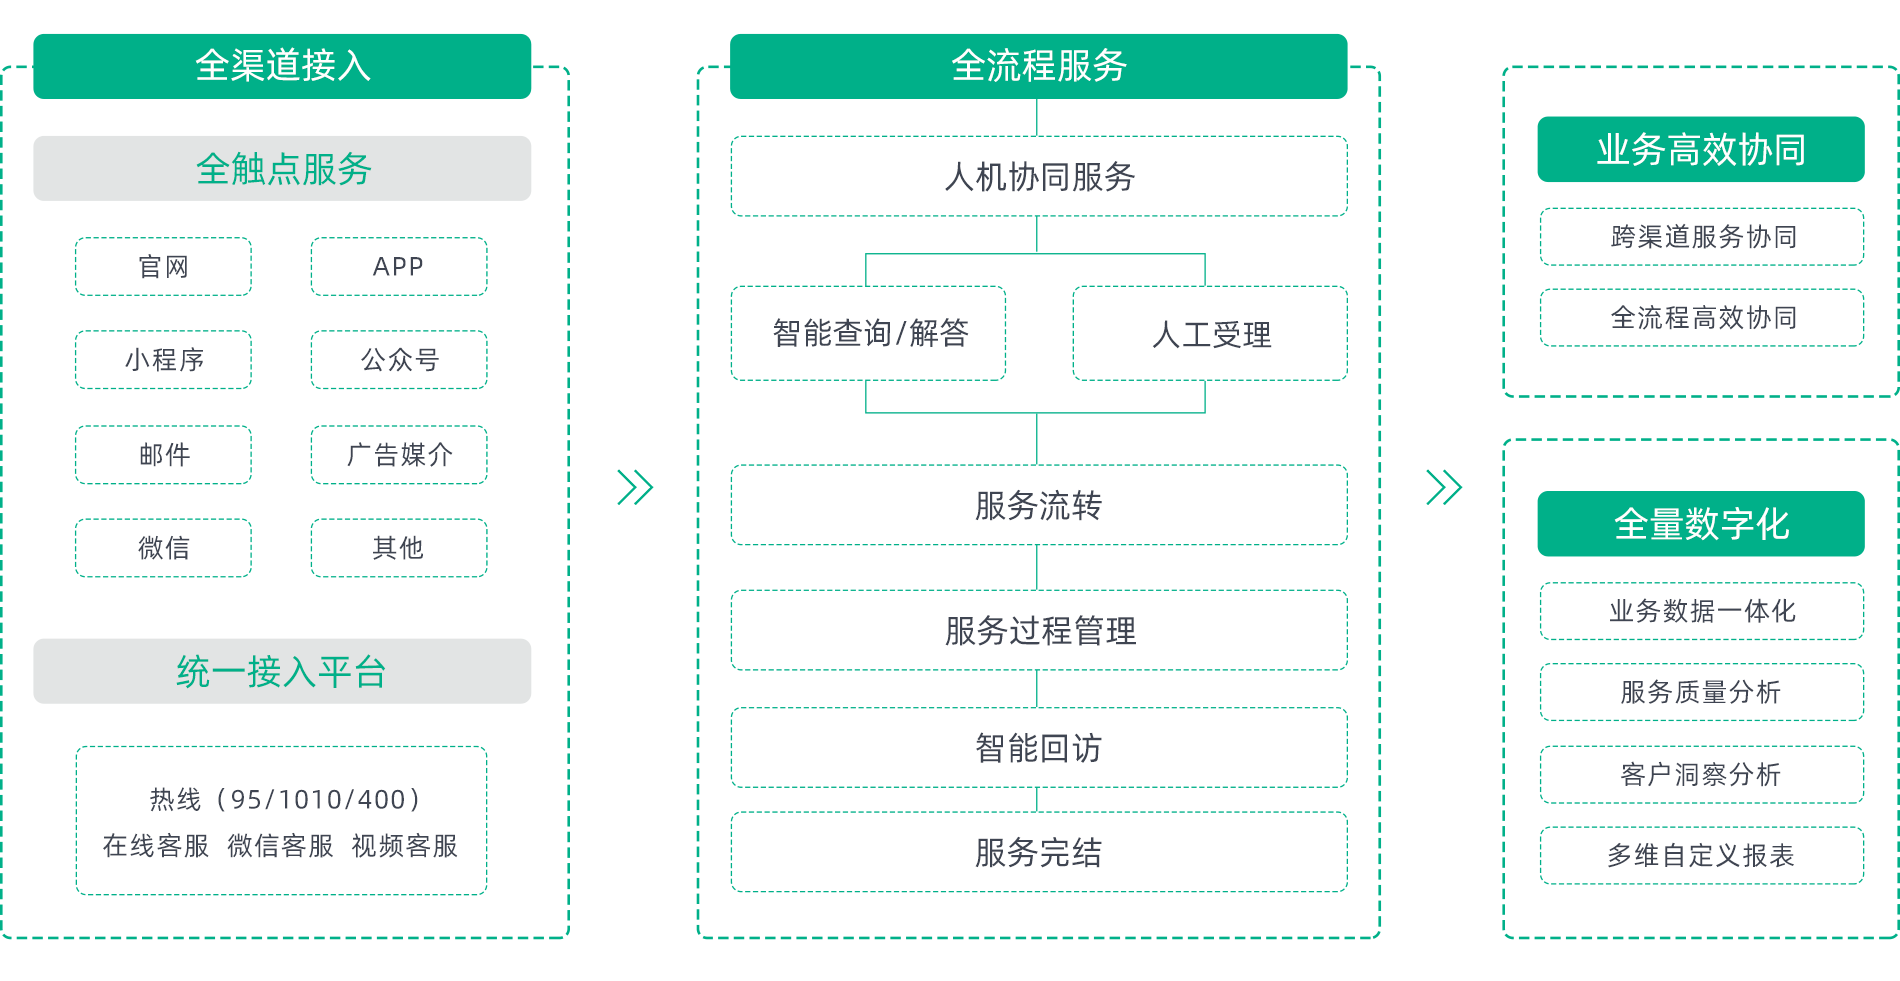 全渠道接入
全触点服务
官网
APP
小程序
公众号
邮件
广告媒介
微信
其他
统一接入平台
热线（95/1010/400）
在线客服 微信客服 视频客服
全流程服务
人机协同服务
智能查询/解答
人工受理
服务流转
服务过程管理
智能回访
服务完结
业务高效协同
跨渠道服务协同
全流程高效协同
全量数字化
业务数据一体化
服务质量分析
客户洞察分析
多维自定义报表